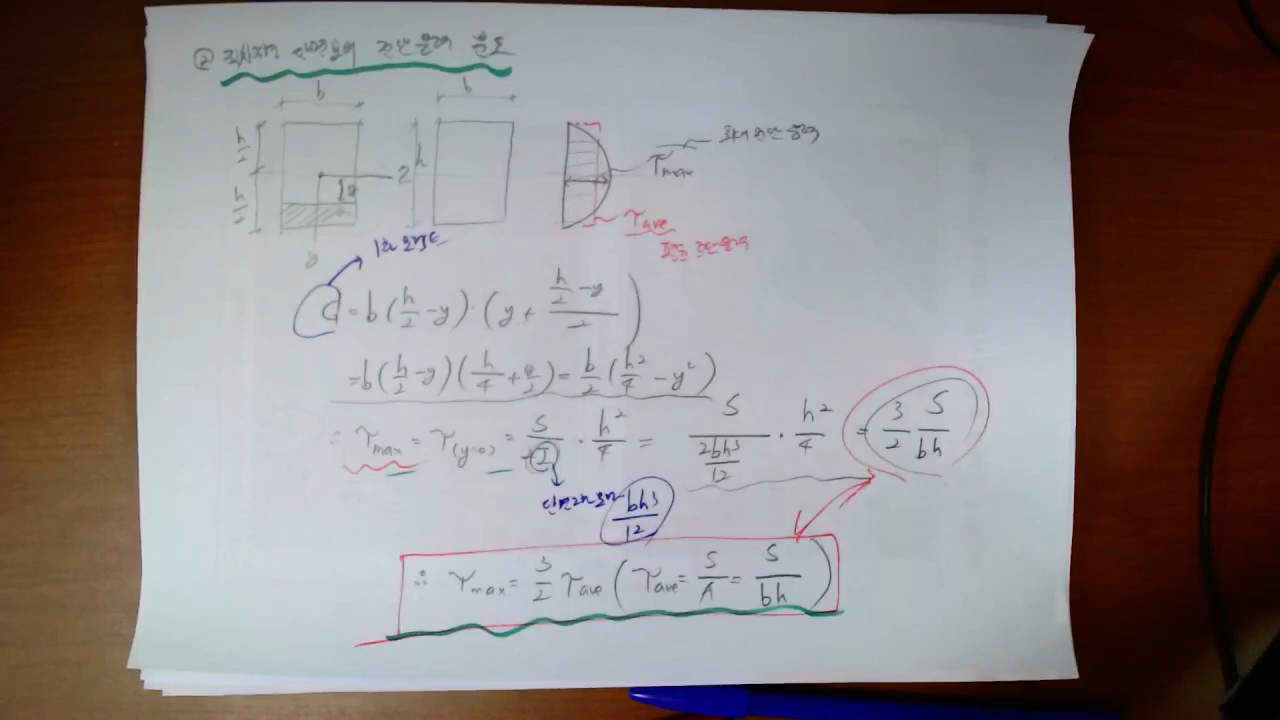 ② 직사각형 단면보의 전단응력 분포
b
b
h/2
h/2
h
z
y
τmax
최대 전단 응력
τave
평균 전단응력
1차 모멘트
Q = b(h/2 - y)·(y + (h/2 - y)/2)
= b(h/2 - y)(h/4 + y/2) = b/2(h²/4 - y²)
∴ τmax = τ(y=0) = S/2I · h²/4 = S/(2bh³/12) · h²/4 = 3/2 S/bh
단면2차모멘트 bh³/12
∴ τmax = 3/2 τave (τave = S/A = S/bh)